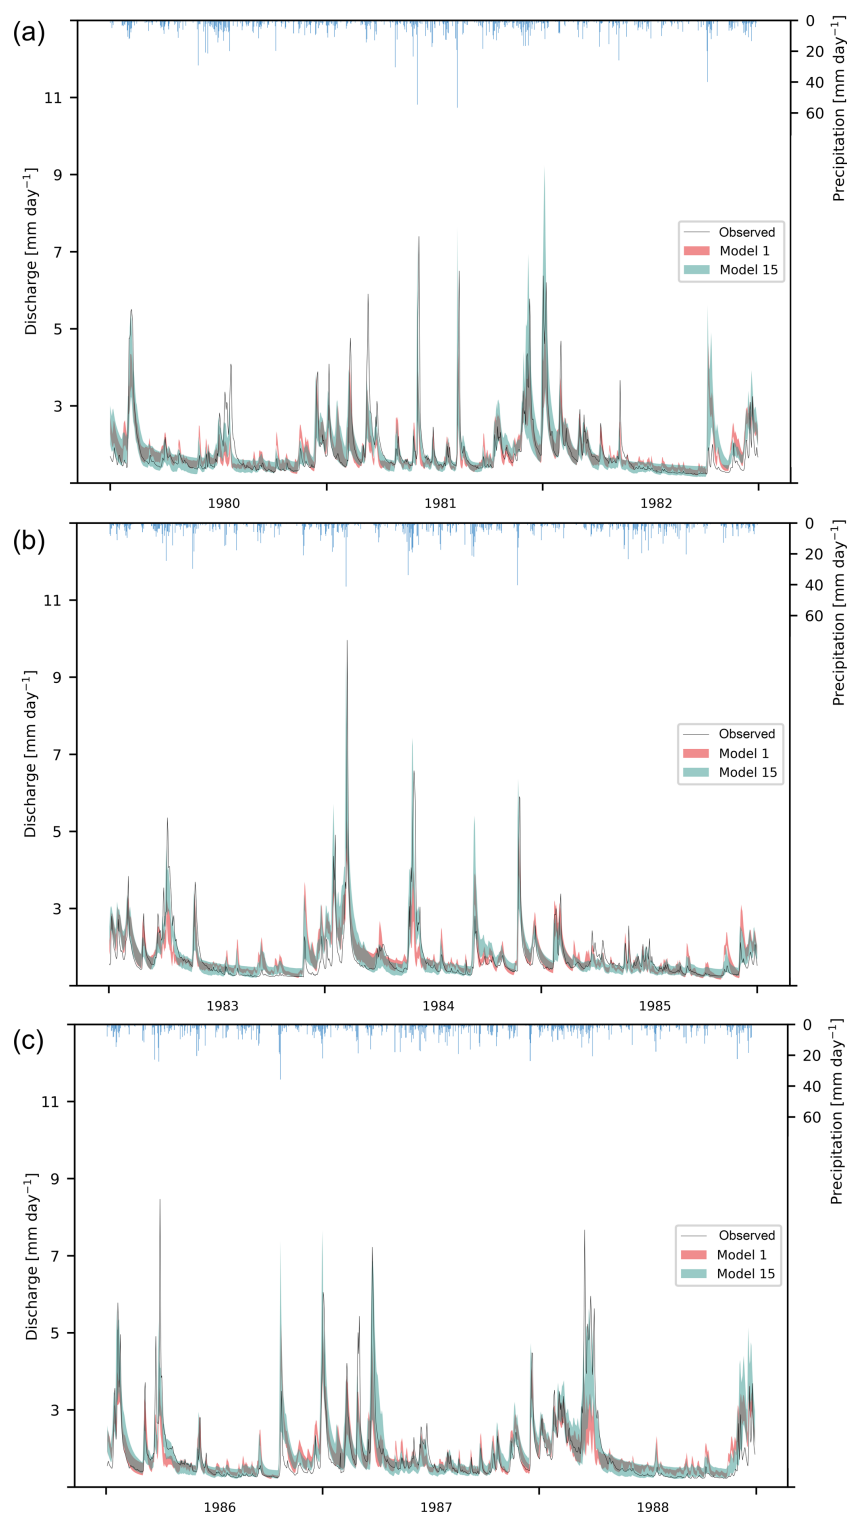 (a)
0
20
40
60
Precipitation [mm day⁻¹]
11
9
7
5
3
Discharge [mm day⁻¹]
Observed
Model 1
Model 15
1980 1981 1982
(b)
0
20
40
60
Precipitation [mm day⁻¹]
11
9
7
5
3
Discharge [mm day⁻¹]
Observed
Model 1
Model 15
1983 1984 1985
(c)
0
20
40
60
Precipitation [mm day⁻¹]
11
9
7
5
3
Discharge [mm day⁻¹]
Observed
Model 1
Model 15
1986 1987 1988